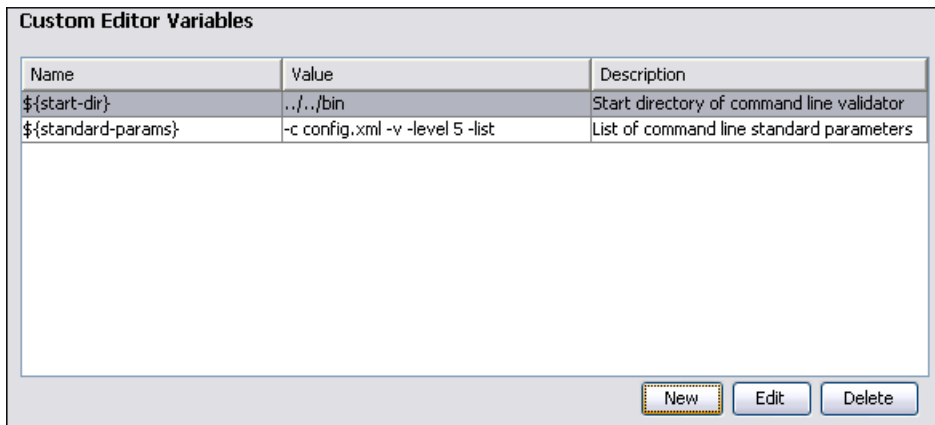 Custom Editor Variables
Name Value Description
${start-dir} ../../bin Start directory of command line validator
${standard-params} -c config.xml -v -level 5 -list List of command line standard parameters
New Edit Delete